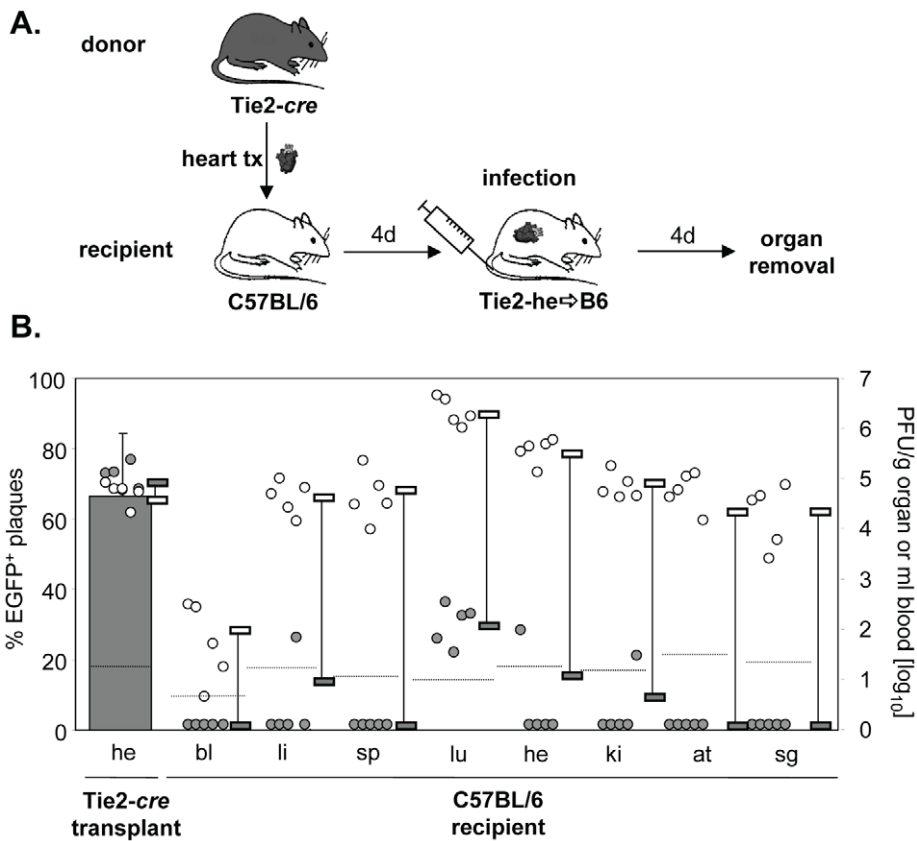 A.
donor
Tie2-cre
heart tx
infection
recipient
4d
4d
organ
removal
C57BL/6
Tie2-he⇨B6
B.
% EGFP+ plaques
100
80
60
40
20
0
7
6
5
4
3
2
1
0
PFU/g organ or ml blood [log10]
he
bl
li
sp
lu
he
ki
at
sg
Tie2-cre
transplant
C57BL/6
recipient